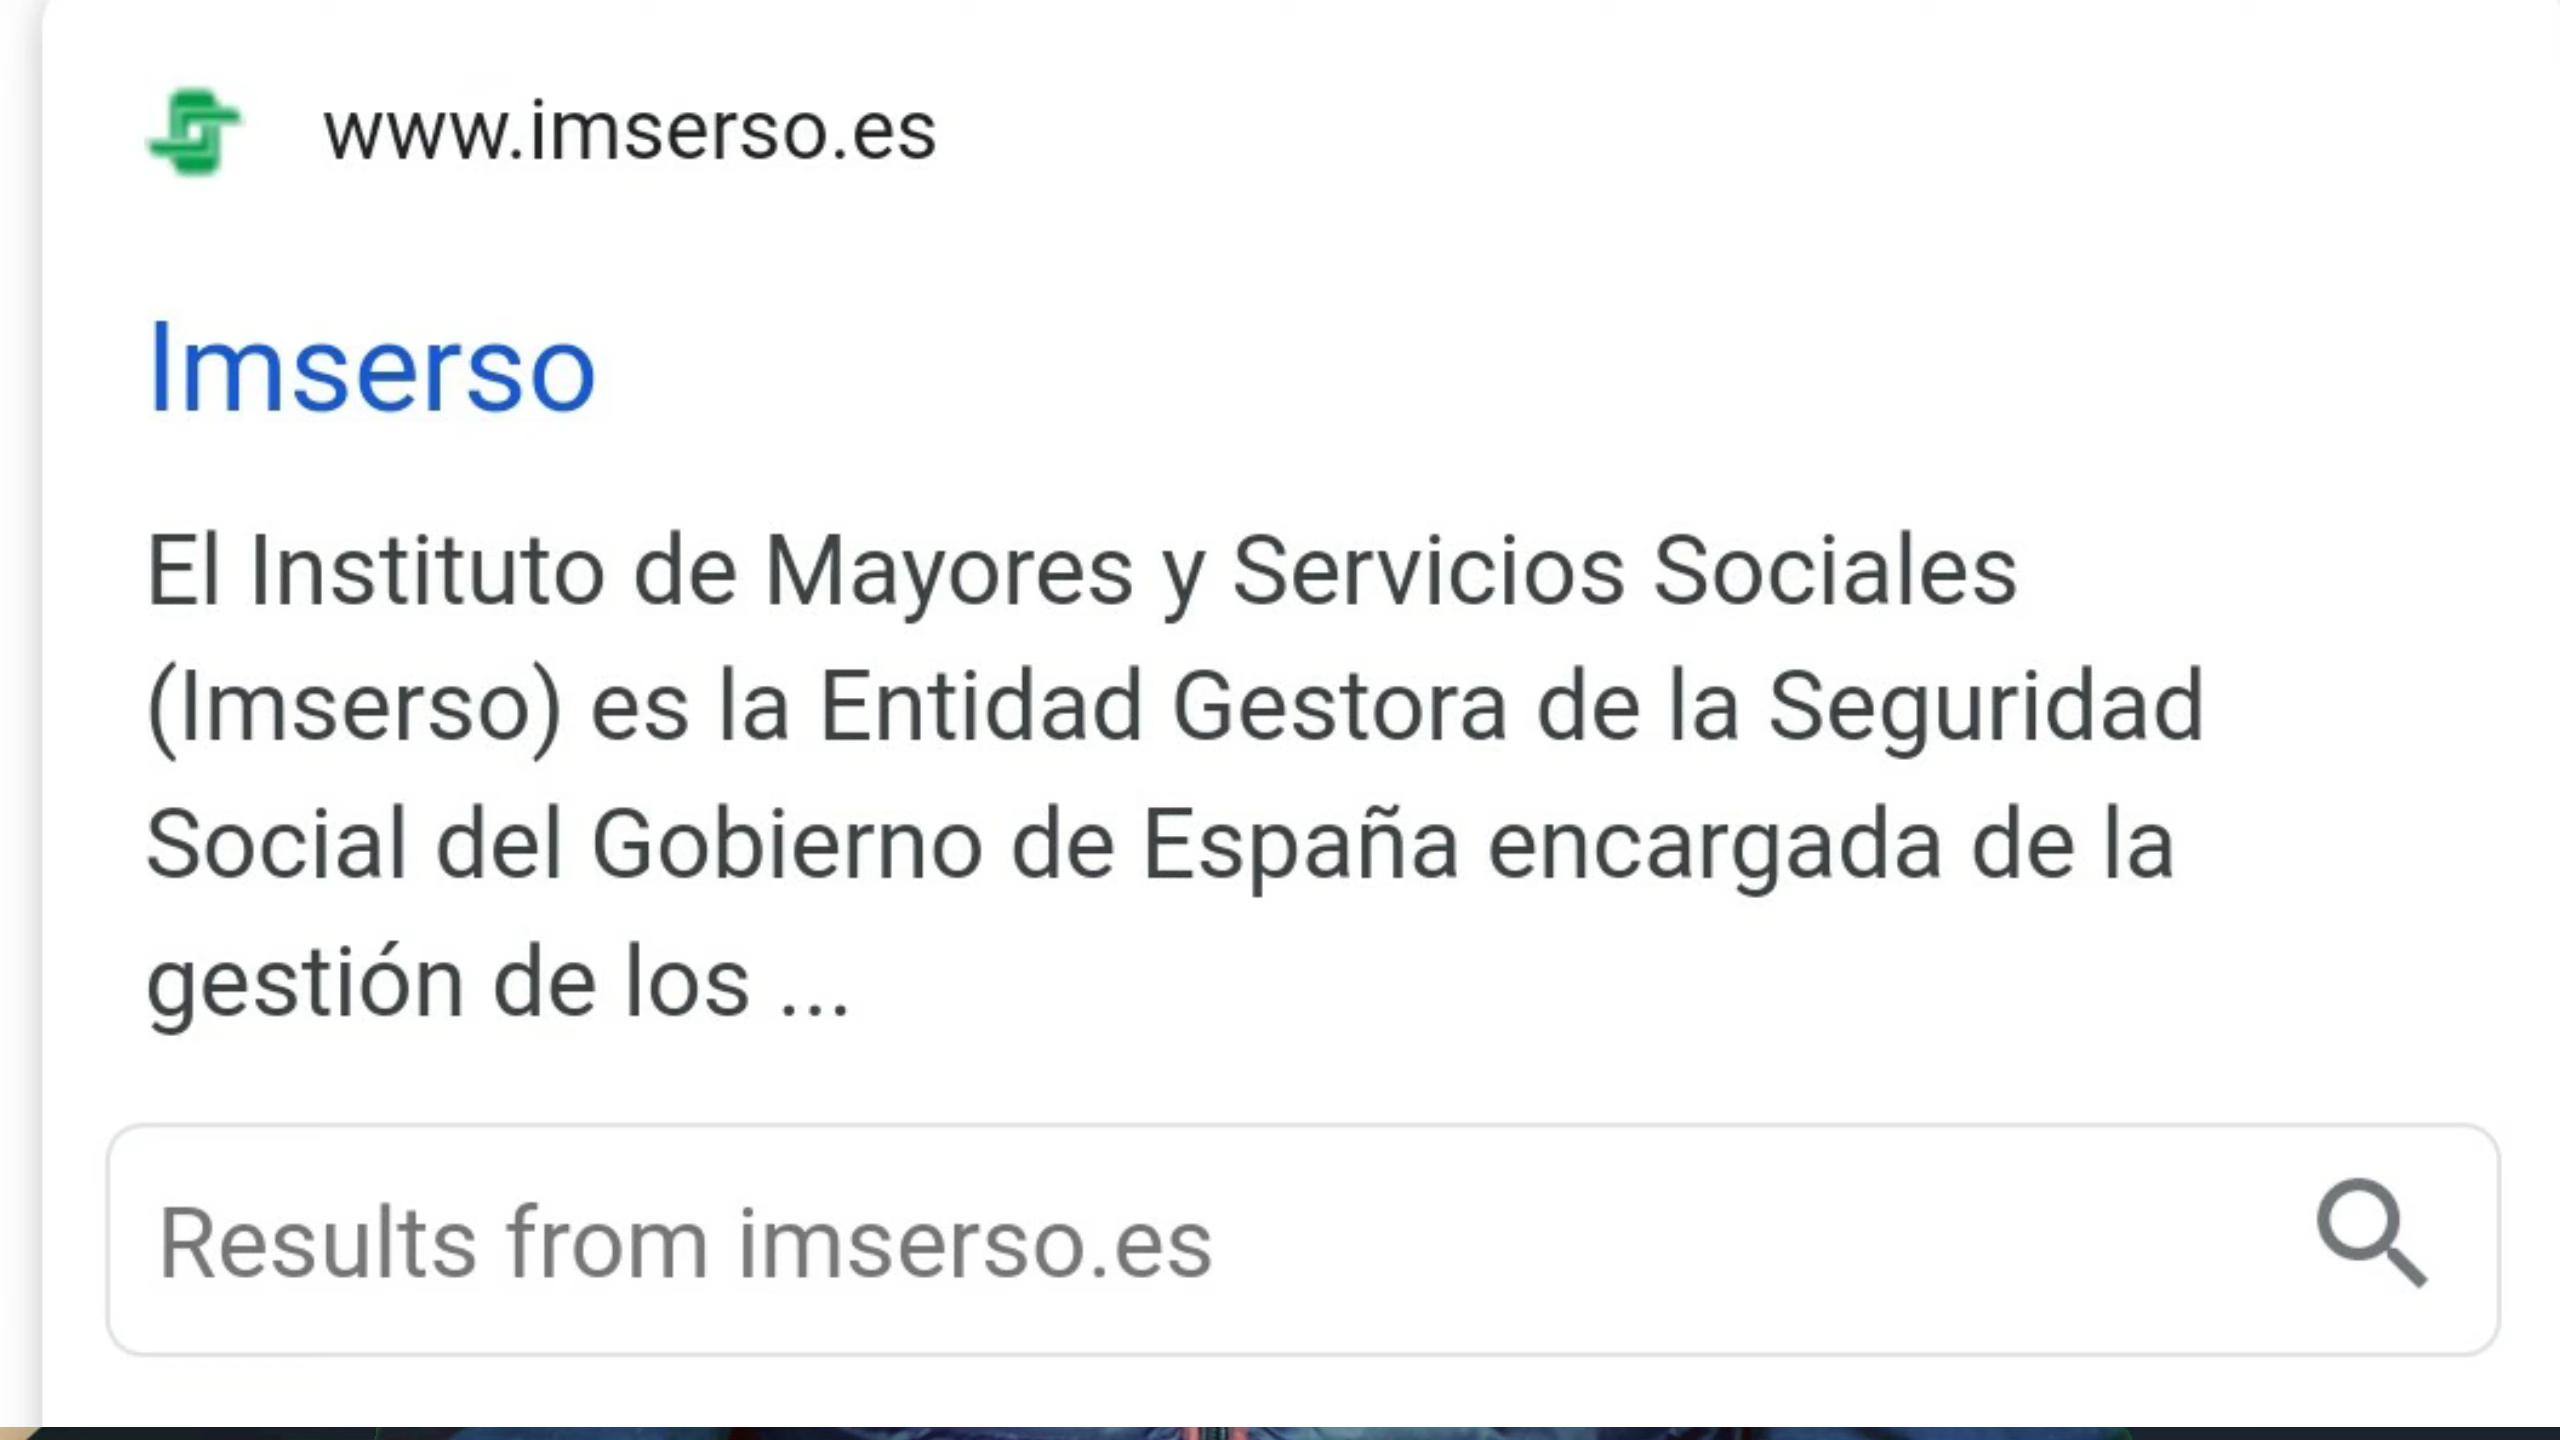 www.imserso.es
Imserso
El Instituto de Mayores y Servicios Sociales
(Imserso) es la Entidad Gestora de la Seguridad
Social del Gobierno de España encargada de la
gestión de los ...
Results from imserso.es